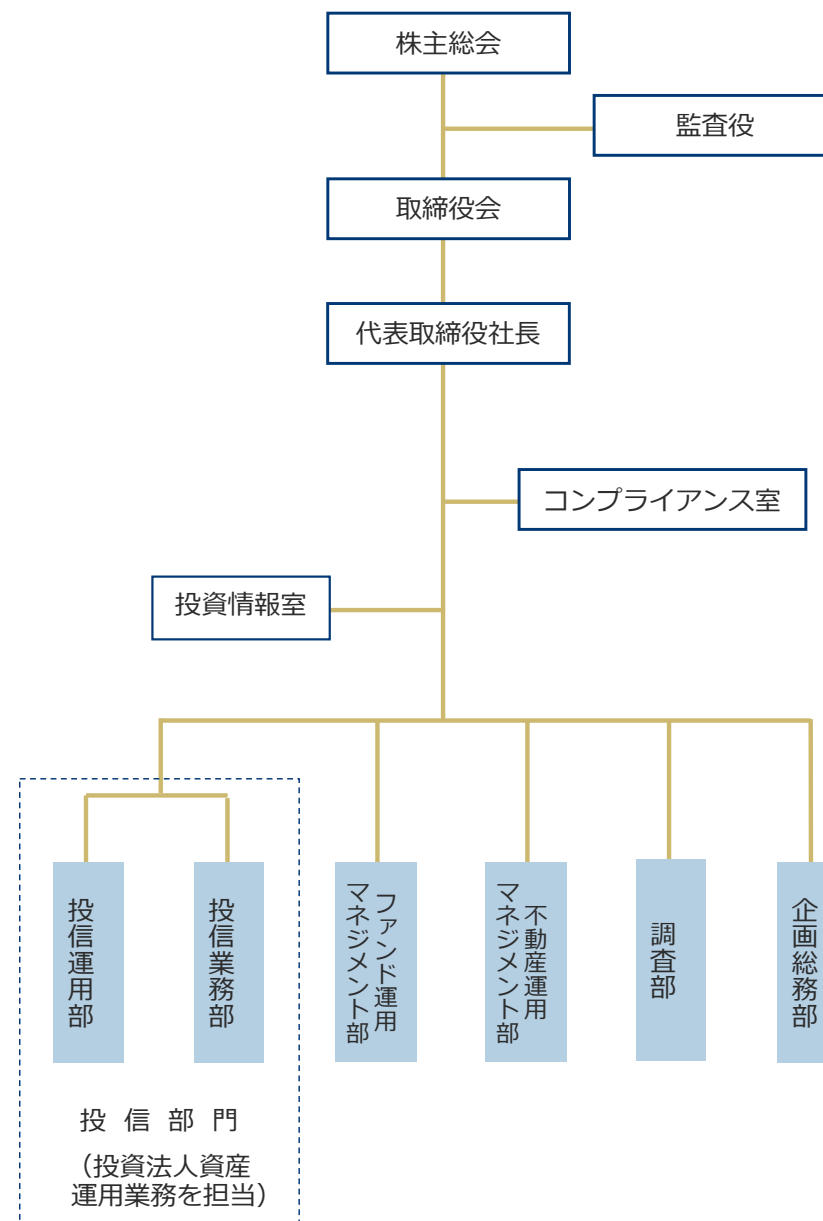 株主総会
監査役
取締役会
代表取締役社長
コンプライアンス室
投資情報室
投信運用部
投信業務部
ファンド運用
マネジメント部
不動産運用
マネジメント部
調査部
企画総務部
投信部門
（投資法人資産
運用業務を担当）